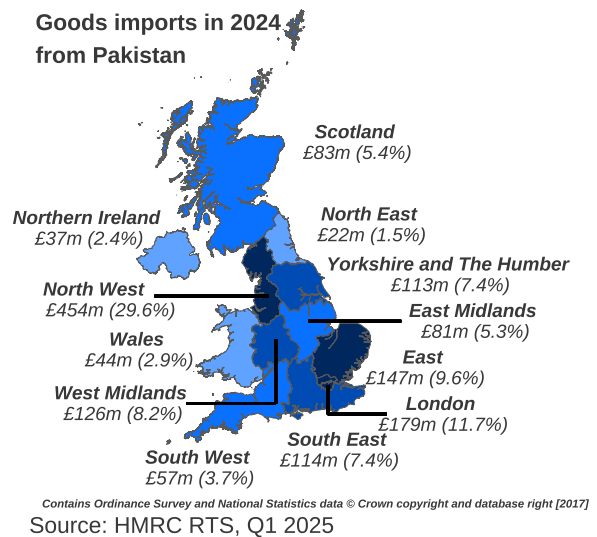 Goods imports in 2024
from Pakistan
Scotland
£83m (5.4%)
Northern Ireland
£37m (2.4%)
North East
£22m (1.5%)
Yorkshire and The Humber
£113m (7.4%)
North West
£454m (29.6%)
East Midlands
£81m (5.3%)
Wales
£44m (2.9%)
East
£147m (9.6%)
West Midlands
£126m (8.2%)
London
£179m (11.7%)
South East
£114m (7.4%)
South West
£57m (3.7%)
Contains Ordinance Survey and National Statistics data © Crown copyright and database right [2017]
Source: HMRC RTS, Q1 2025